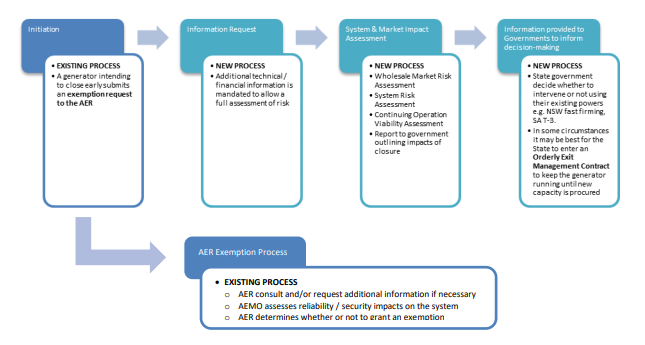 Initiation
• EXISTING PROCESS
• A generator intending
to close early submits
an exemption request
to the AER
Information Request
• NEW PROCESS
• Additional technical/
financial information is
mandated to allow a
full assessment of risk
System & Market Impact
Assessment
• NEW PROCESS
• Wholesale Market Risk
Assessment
• System Risk
Assessment
• Continuing Operation
Viability Assessment
• Report to government
outlining impacts of
closure
Information provided to
Governments to inform
decision-making
• NEW PROCESS
• State government
decide whether to
intervene or not using
their existing powers
e.g. NSW fast firming,
SA T-3.
• In some circumstances
it may be best for the
State to enter an
Orderly Exit
Management Contract
to keep the generator
running until new
capacity is procured
AER Exemption Process
• EXISTING PROCESS
o AER consult and/or request additional information if necessary
o AEMO assesses reliability / security impacts on the system
o AER determines whether or not to grant an exemption